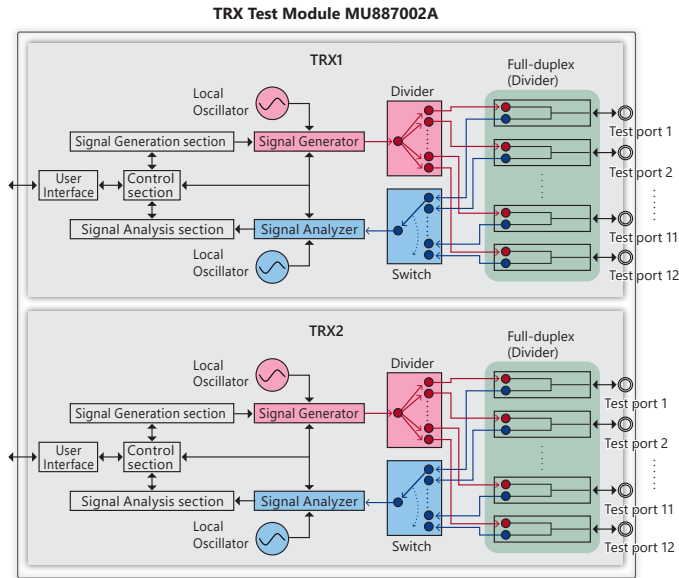 TRX Test Module MU887002A
TRX1
Local
Oscillator
Divider
Full-duplex
(Divider)
Signal Generation section
Signal Generator
Test port 1
User
Interface
Control
section
Test port 2
Signal Analysis section
Signal Analyzer
Test port 11
Local
Oscillator
Switch
Test port 12
TRX2
Local
Oscillator
Divider
Full-duplex
(Divider)
Signal Generation section
Signal Generator
Test port 1
User
Interface
Control
section
Test port 2
Signal Analysis section
Signal Analyzer
Test port 11
Local
Oscillator
Switch
Test port 12